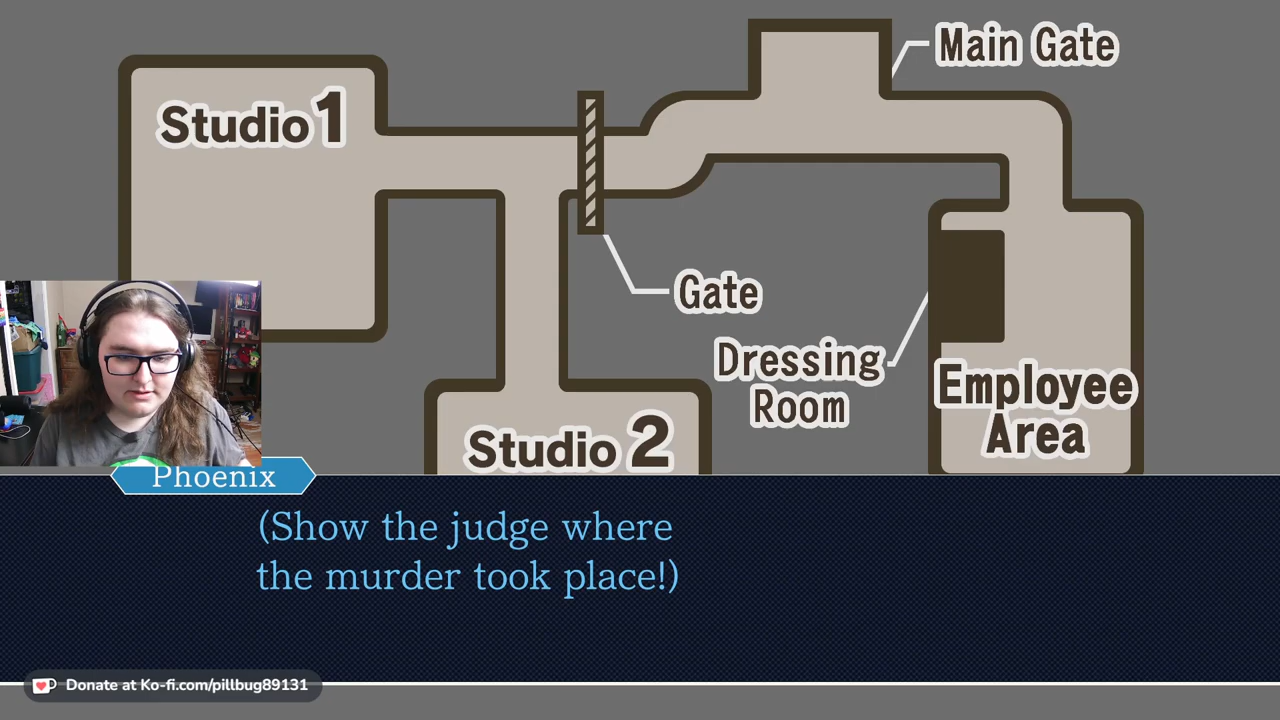 Main Gate
Studio 1
Gate
Dressing
Room
Employee
Area
Studio 2
Phoenix
(Show the judge where
the murder took place!)
Donate at Ko-fi.com/pillbug89131